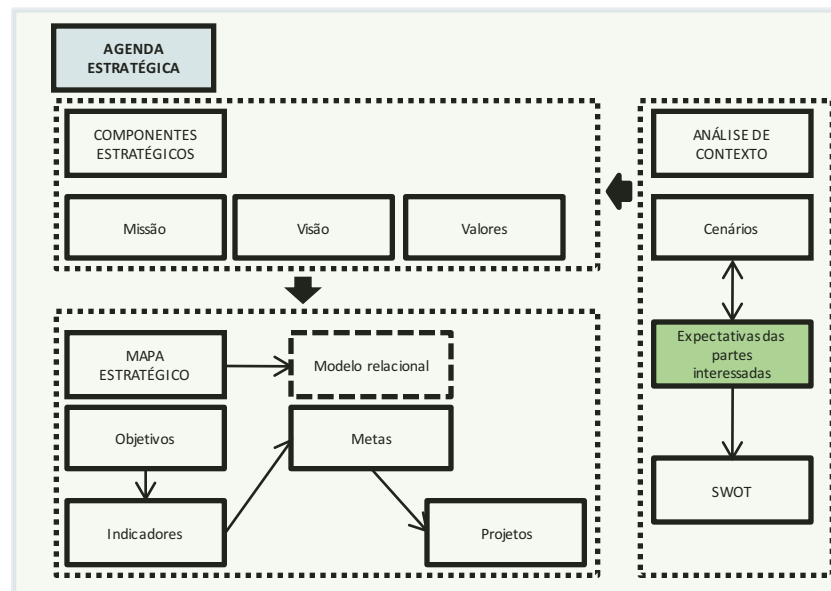 AGENDA
ESTRATÉGICA
COMPONENTES
ESTRATÉGICOS
Missão
Visão
Valores
MAPA
ESTRATÉGICO
Modelo relacional
Objetivos
Metas
Indicadores
Projetos
ANÁLISE DE
CONTEXTO
Cenários
Expectativas das
partes
interessadas
SWOT